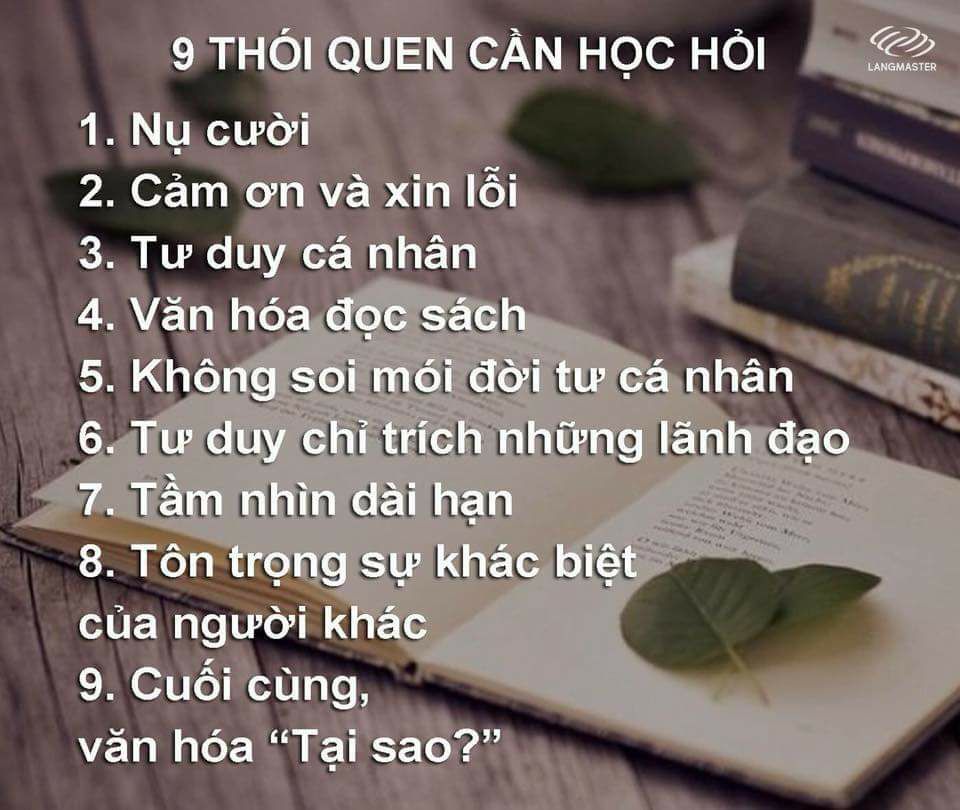 9 THÓI QUEN CẦN HỌC HỎI
LANGMASTER
1. Nụ cười
2. Cảm ơn và xin lỗi
3. Tư duy cá nhân
4. Văn hóa đọc sách
5. Không soi mói đời tư cá nhân
6. Tư duy chỉ trích những lãnh đạo
7. Tầm nhìn dài hạn
8. Tôn trọng sự khác biệt
của người khác
9. Cuối cùng,
văn hóa “Tại sao?”